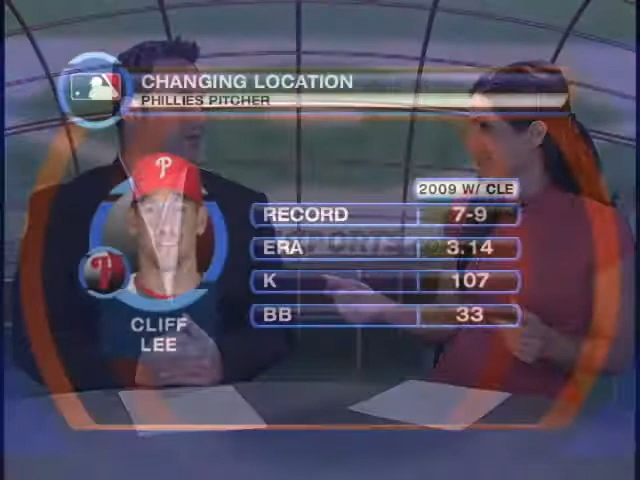 CHANGING LOCATION
PHILLIES PITCHER
2009 W/ CLE
RECORD 7-9
ERA 3.14
K 107
BB 33
CLIFF
LEE
P